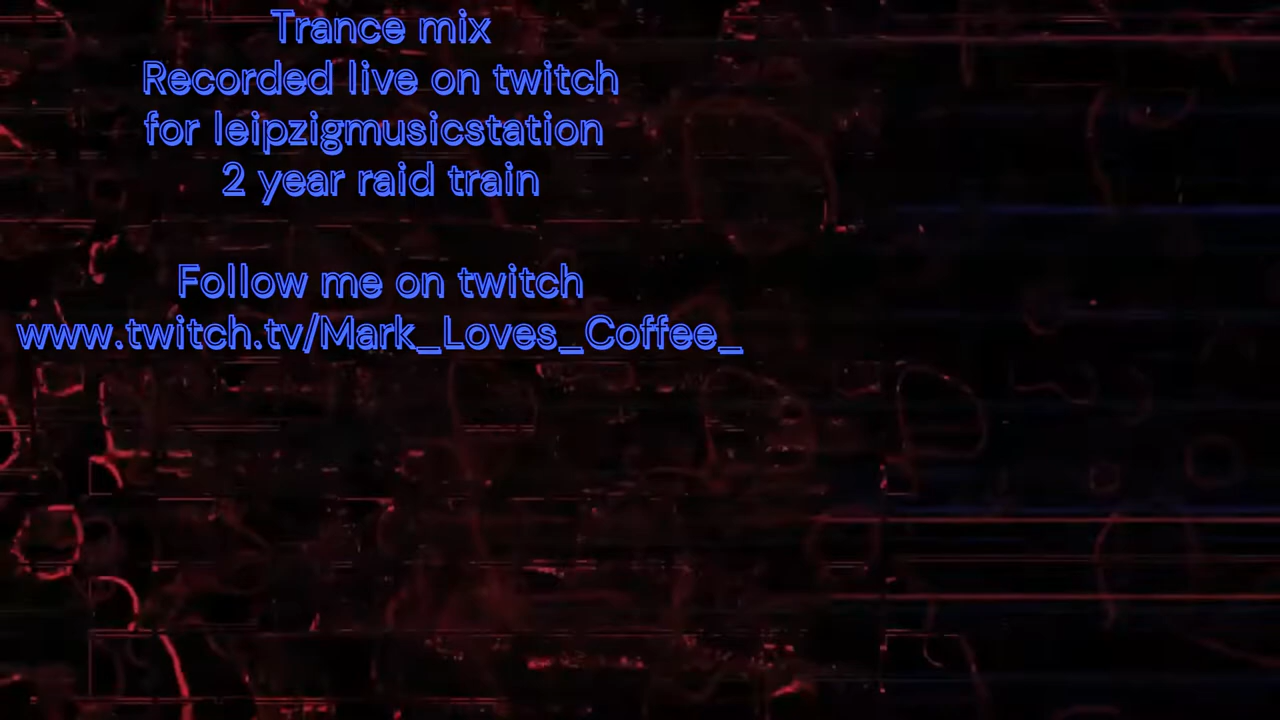 Trance mix
Recorded live on twitch
for leipzigmusicstation
2 year raid train
Follow me on twitch
www.twitch.tv/Mark_Loves_Coffee_